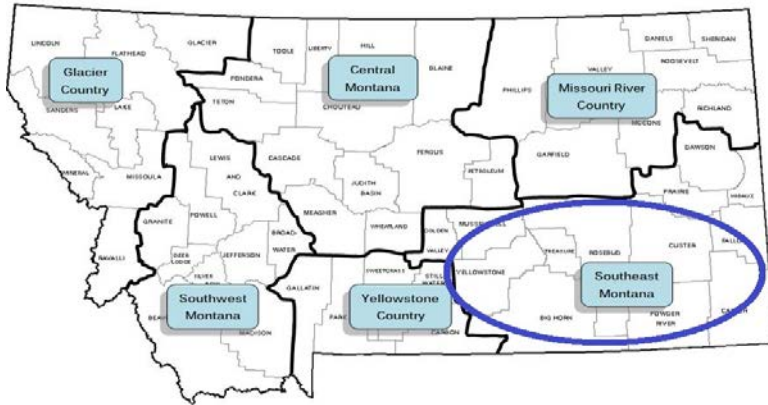 LINCOLN
FLATHEAD
GLACIER
Glacier
Country
SANDERS
LAKE
MINERAL
MISSOULA
RAVALLI
TOOLE
LIBERTY
HILL
BLAINE
PONDERA
TETON
Central
Montana
CHOUTEAU
CASCADE
FERGUS
JUDITH
BASIN
PETROLEUM
MEAGHER
WHEATLAND
DANIELS
SHERIDAN
VALLEY
ROOSEVELT
PHILLIPS
Missouri River
Country
RICHLAND
MCCONE
GARFIELD
LEWIS
AND
CLARK
GRANITE
POWELL
BROAD-
WATER
DEER
LODGE
JEFFERSON
SILVER
Southwest
Montana
MADISON
GALLATIN
PARK
SWEETGRASS
STILL
WATER
Yellowstone
Country
CARBON
GOLDEN
VALLEY
DAWSON
PRAIRIE
WIBAUX
YELLOWSTONE
TREASURE
ROSEBUD
CUSTER
Southeast
Montana
BIG HORN
POWDER
RIVER